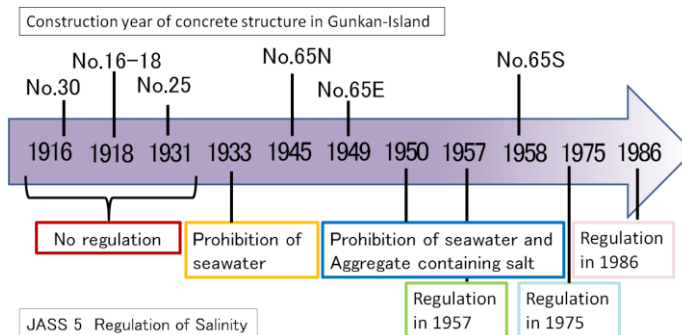 Construction year of concrete structure in Gunkan-Island
No.30
No.16-18
No.25
No.65N
No.65E
No.65S
1916 1918 1931 1933 1945 1949 1950 1957 1958 1975 1986
No regulation
Prohibition of
seawater
Prohibition of seawater and
Aggregate containing salt
Regulation
in 1986
Regulation
in 1957
Regulation
in 1975
JASS 5 Regulation of Salinity